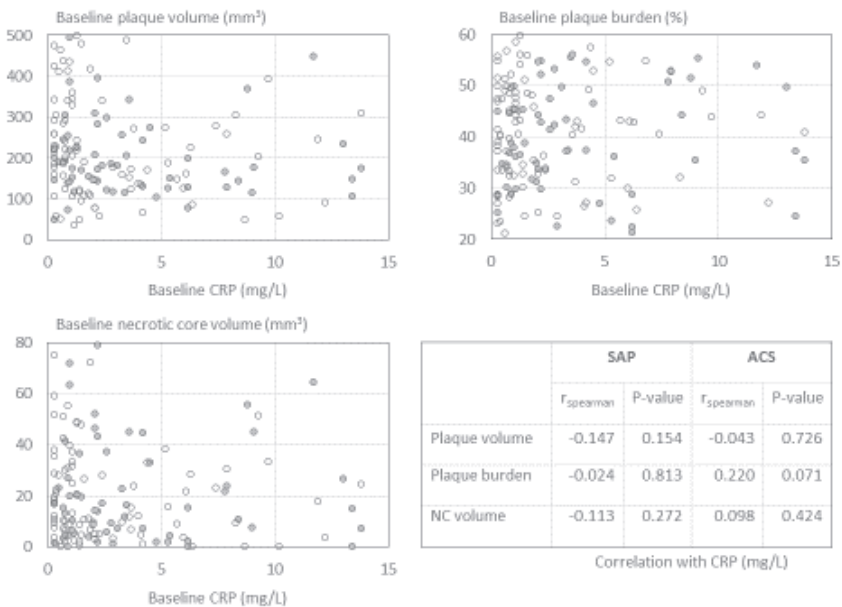 Baseline plaque volume (mm³)
500
400
300
200
100
0
0 5 10 15
Baseline CRP (mg/L)
Baseline plaque burden (%)
60
50
40
30
20
0 5 10 15
Baseline CRP (mg/L)
Baseline necrotic core volume (mm³)
80
60
40
20
0
0 5 10 15
Baseline CRP (mg/L)
SAP ACS
rspearman P-value rspearman P-value
Plaque volume -0.147 0.154 -0.043 0.726
Plaque burden -0.024 0.813 0.220 0.071
NC volume -0.113 0.272 0.098 0.424
Correlation with CRP (mg/L)